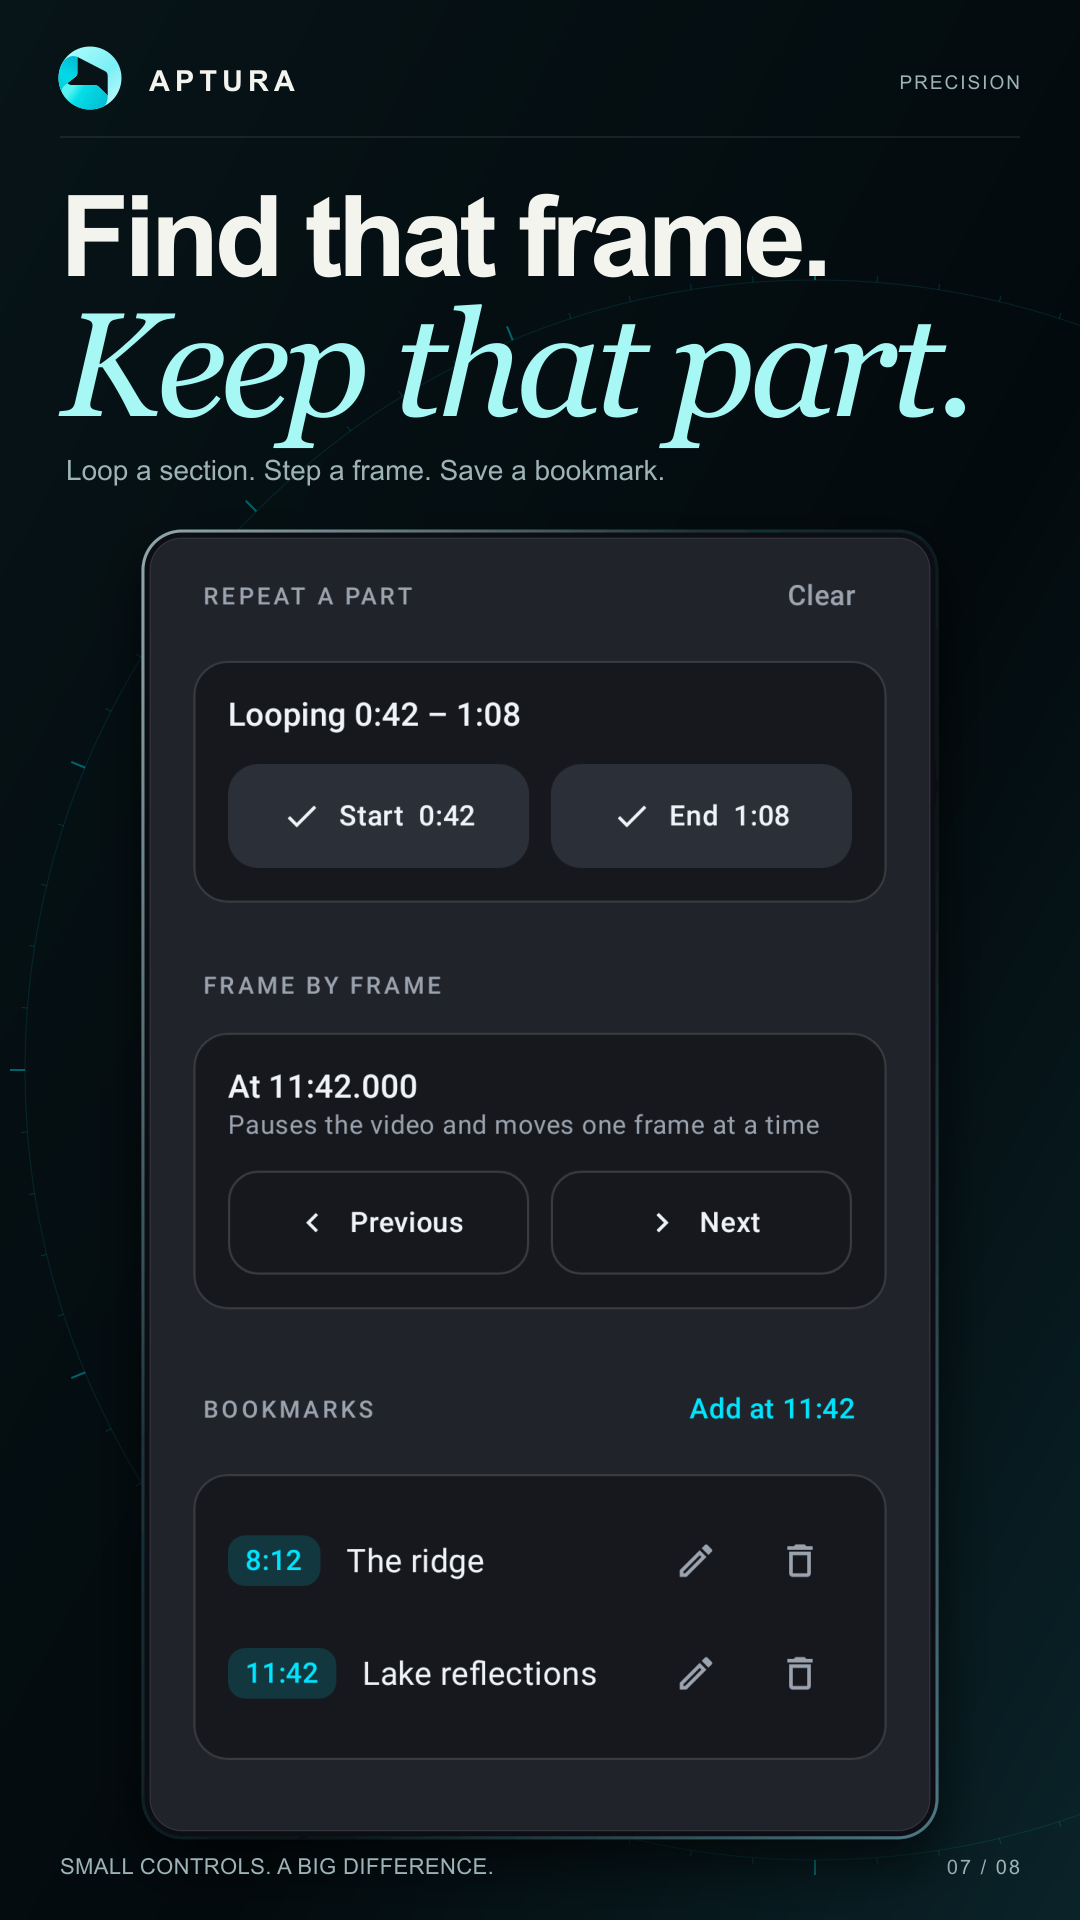 APTURA
PRECISION
Find that frame.
Keep that part.
Loop a section. Step a frame. Save a bookmark.
REPEAT A PART
Clear
Looping 0:42 – 1:08
Start 0:42
End 1:08
FRAME BY FRAME
At 11:42.000
Pauses the video and moves one frame at a time
Previous
Next
BOOKMARKS
Add at 11:42
8:12 The ridge
11:42 Lake reflections
SMALL CONTROLS. A BIG DIFFERENCE.
07 / 08